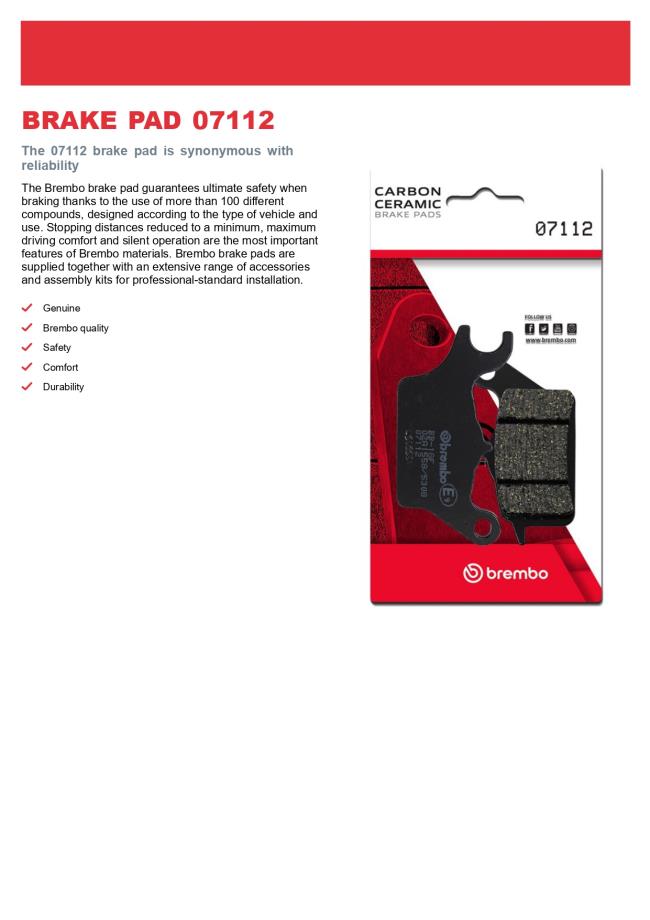 BRAKE PAD 07112
The 07112 brake pad is synonymous with
reliability
The Brembo brake pad guarantees ultimate safety when
braking thanks to the use of more than 100 different
compounds, designed according to the type of vehicle and
use. Stopping distances reduced to a minimum, maximum
driving comfort and silent operation are the most important
features of Brembo materials. Brembo brake pads are
supplied together with an extensive range of accessories
and assembly kits for professional-standard installation.
Genuine
Brembo quality
Safety
Comfort
Durability
CARBON
CERAMIC
BRAKE PADS
07112
FOLLOW US
www.brembo.com
brembo
07112
brembo